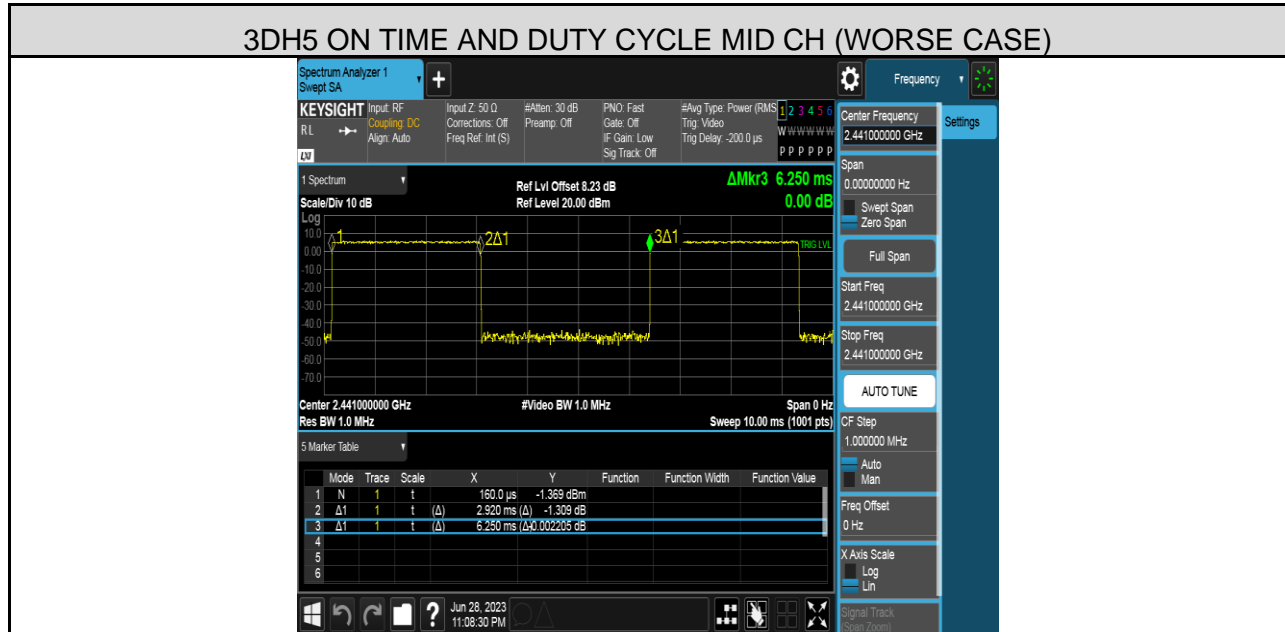 3DH5 ON TIME AND DUTY CYCLE MID CH (WORSE CASE)
Spectrum Analyzer 1
Swept SA
Frequency
KEYSIGHT
RL
LXI
Input: RF
Coupling: DC
Align: Auto
Input Z: 50 Ω
Corrections: Off
Freq Ref: Int (S)
#Atten: 30 dB
Preamp: Off
PNO: Fast
Gate: Off
IF Gain: Low
Sig Track: Off
#Avg Type: Power (RMS
Trig: Video
Trig Delay: -200.0 µs
1 2 3 4 5 6
W W W W W W
P P P P P P
Center Frequency
2.441000000 GHz
Settings
Span
0.00000000 Hz
Swept Span
Zero Span
Full Span
Start Freq
2.441000000 GHz
Stop Freq
2.441000000 GHz
AUTO TUNE
CF Step
1.000000 MHz
Auto
Man
Freq Offset
0 Hz
X Axis Scale
Log
Lin
Signal Track
(Span Zoom)
1 Spectrum
Scale/Div 10 dB
Ref Lvl Offset 8.23 dB
Ref Level 20.00 dBm
ΔMkr3 6.250 ms
0.00 dB
Log
10.0
0.00
-10.0
-20.0
-30.0
-40.0
-50.0
-60.0
-70.0
1
2Δ1
3Δ1
TRIG LVL
Center 2.441000000 GHz
Res BW 1.0 MHz
#Video BW 1.0 MHz
Span 0 Hz
Sweep 10.00 ms (1001 pts)
5 Marker Table
Mode Trace Scale X Y Function Function Width Function Value
1 N 1 t 160.0 µs -1.369 dBm
2 Δ1 1 t (Δ) 2.920 ms (Δ) -1.309 dB
3 Δ1 1 t (Δ) 6.250 ms (Δ-0.002205 dB
4
5
6
?
Jun 28, 2023
11:08:30 PM